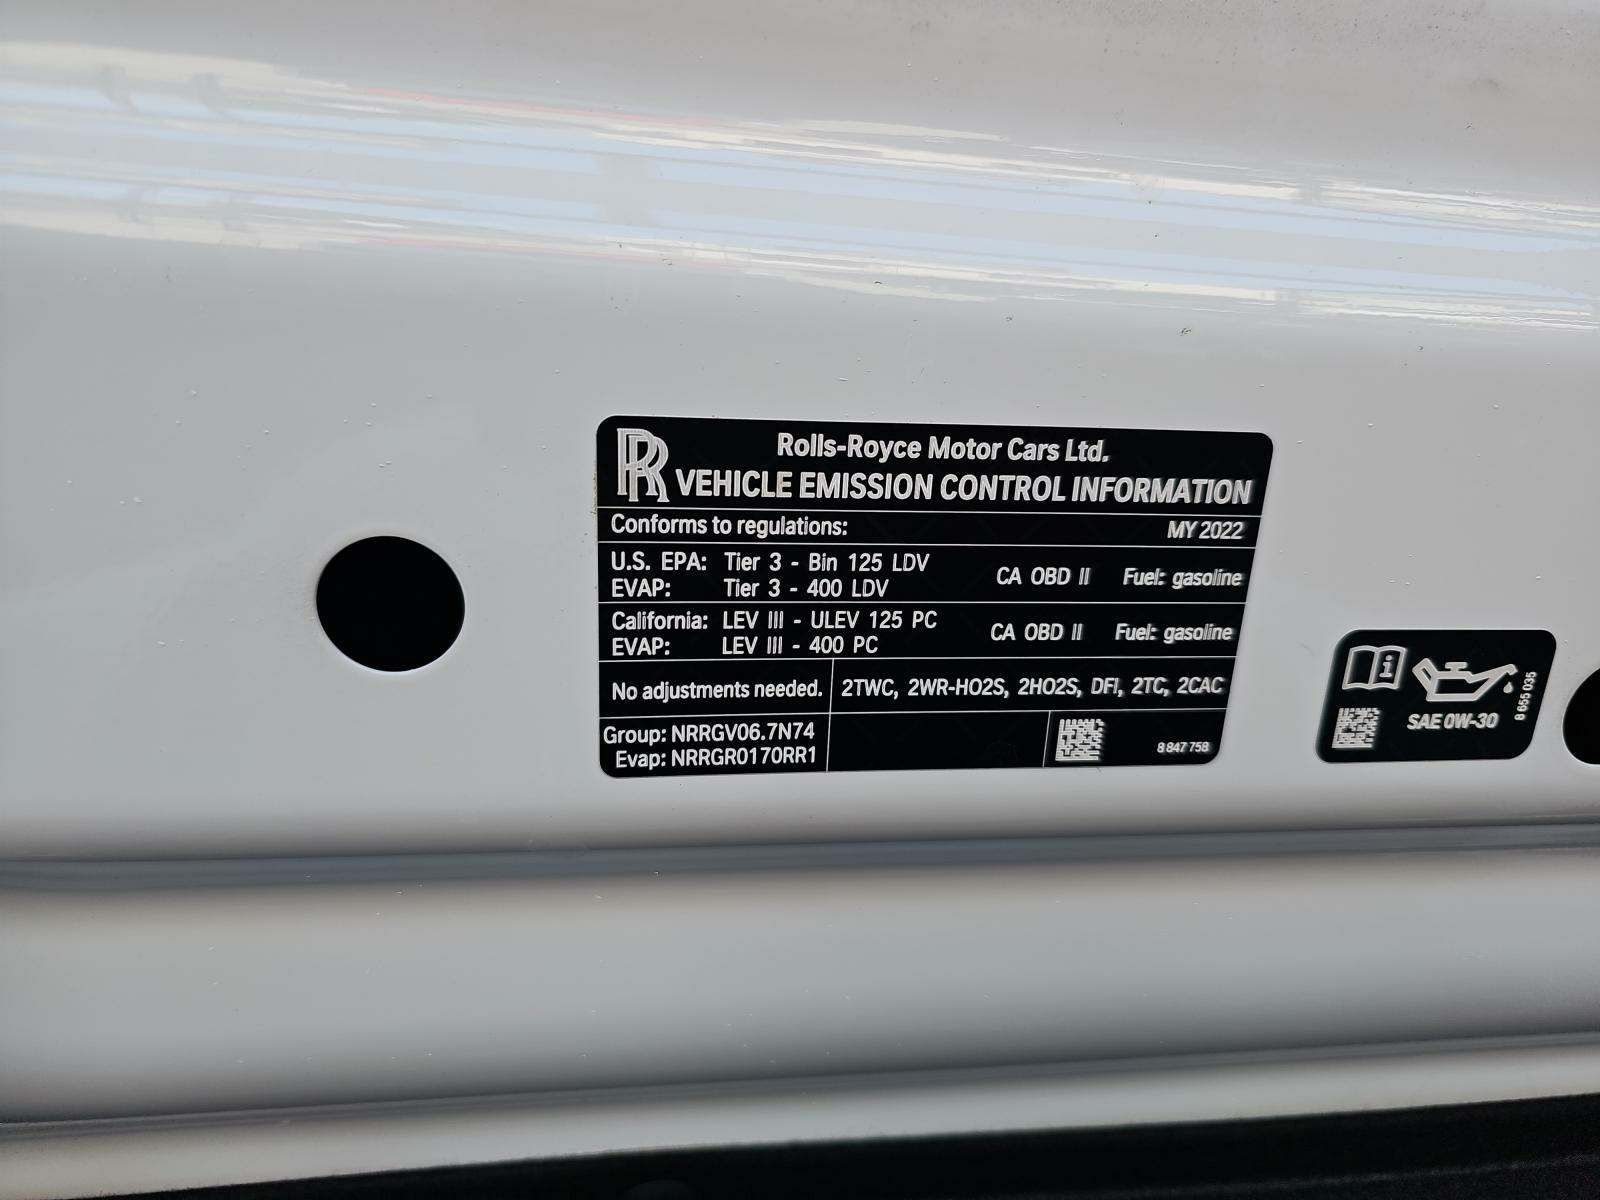 RR
Rolls-Royce Motor Cars Ltd.
VEHICLE EMISSION CONTROL INFORMATION
Conforms to regulations: MY 2022
U.S. EPA: Tier 3 - Bin 125 LDV
EVAP: Tier 3 - 400 LDV
CA OBD II Fuel: gasoline
California: LEV III - ULEV 125 PC
EVAP: LEV III - 400 PC
CA OBD II Fuel: gasoline
No adjustments needed. 2TWC, 2WR-HO2S, 2HO2S, DFI, 2TC, 2CAC
Group: NRRGV06.7N74
Evap: NRRGR0170RR1
8 847 758
i
SAE 0W-30
8 655 035